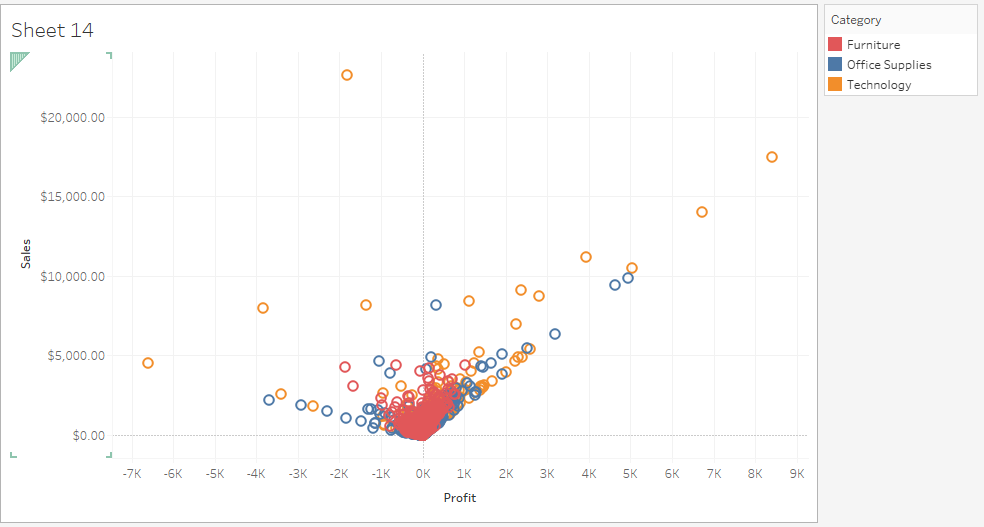 Sheet 14
Category
Furniture
Office Supplies
Technology
$20,000.00
$15,000.00
$10,000.00
$5,000.00
$0.00
Sales
-7K -6K -5K -4K -3K -2K -1K 0K 1K 2K 3K 4K 5K 6K 7K 8K 9K
Profit